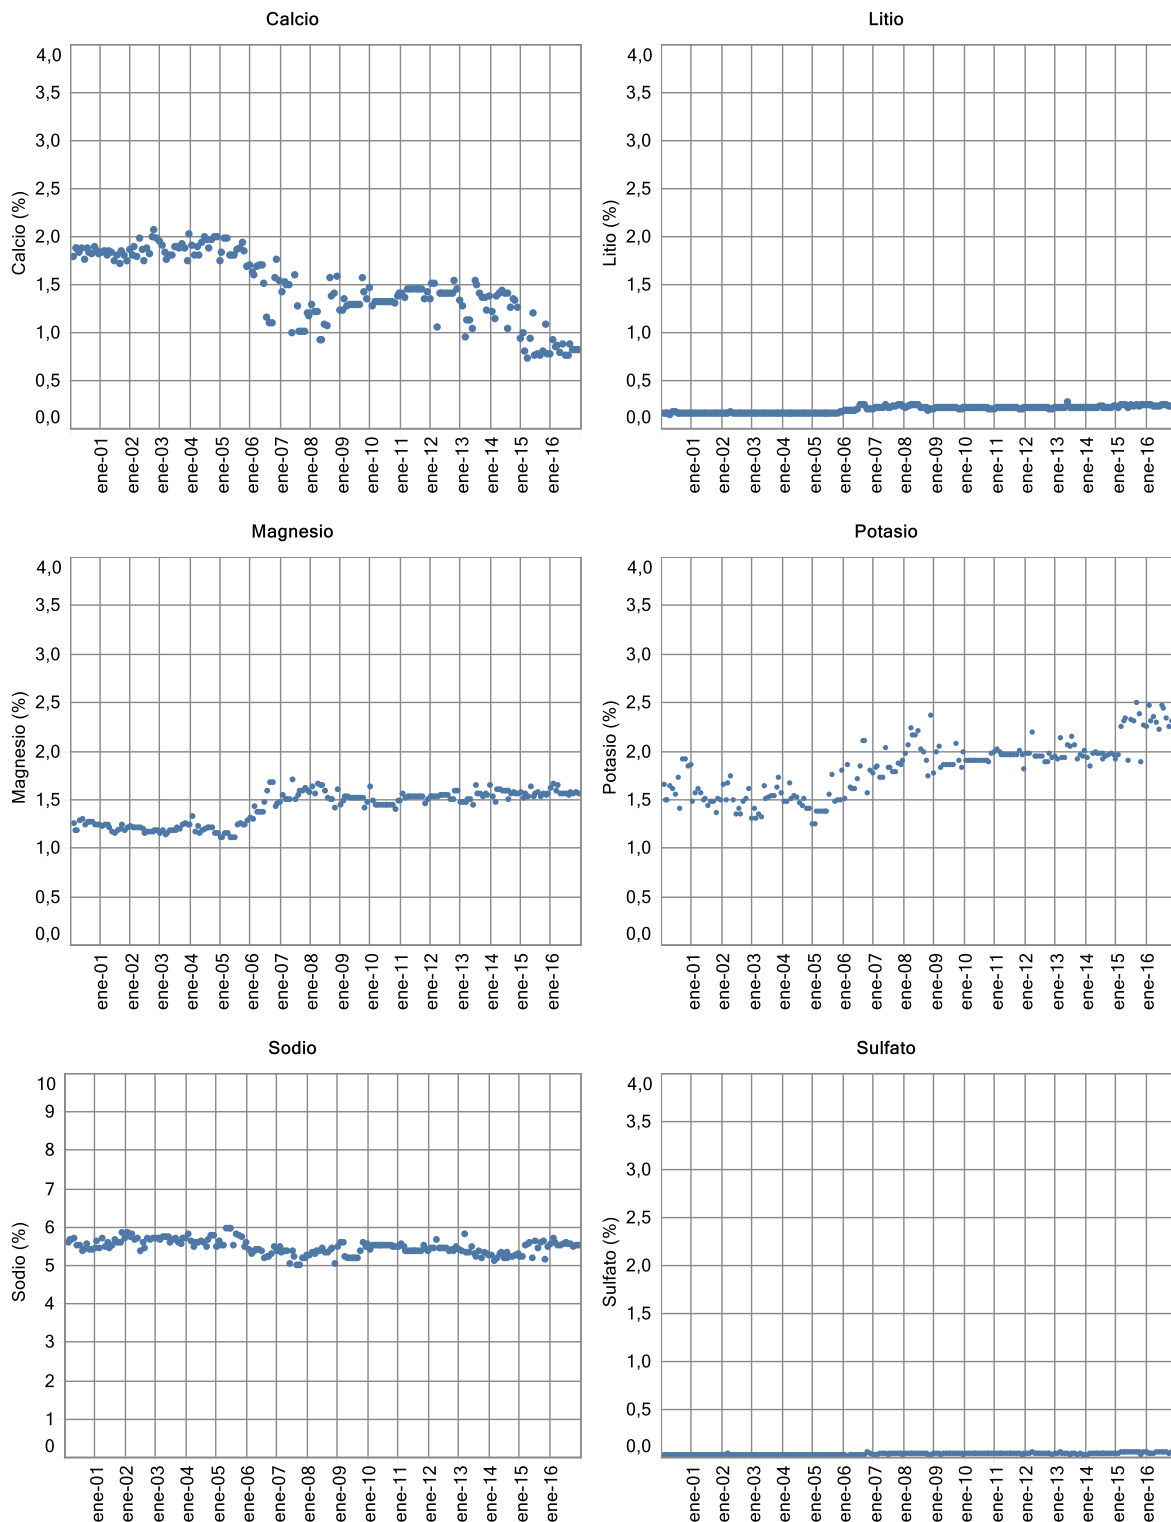 Calcio
4,0
3,5
3,0
2,5
2,0
1,5
1,0
0,5
0,0
Calcio (%)
ene-01
ene-02
ene-03
ene-04
ene-05
ene-06
ene-07
ene-08
ene-09
ene-10
ene-11
ene-12
ene-13
ene-14
ene-15
ene-16
Litio
4,0
3,5
3,0
2,5
2,0
1,5
1,0
0,5
0,0
Litio (%)
ene-01
ene-02
ene-03
ene-04
ene-05
ene-06
ene-07
ene-08
ene-09
ene-10
ene-11
ene-12
ene-13
ene-14
ene-15
ene-16
Magnesio
4,0
3,5
3,0
2,5
2,0
1,5
1,0
0,5
0,0
Magnesio (%)
ene-01
ene-02
ene-03
ene-04
ene-05
ene-06
ene-07
ene-08
ene-09
ene-10
ene-11
ene-12
ene-13
ene-14
ene-15
ene-16
Potasio
4,0
3,5
3,0
2,5
2,0
1,5
1,0
0,5
0,0
Potasio (%)
ene-01
ene-02
ene-03
ene-04
ene-05
ene-06
ene-07
ene-08
ene-09
ene-10
ene-11
ene-12
ene-13
ene-14
ene-15
ene-16
Sodio
10
9
8
7
6
5
4
3
2
1
0
Sodio (%)
ene-01
ene-02
ene-03
ene-04
ene-05
ene-06
ene-07
ene-08
ene-09
ene-10
ene-11
ene-12
ene-13
ene-14
ene-15
ene-16
Sulfato
4,0
3,5
3,0
2,5
2,0
1,5
1,0
0,5
0,0
Sulfato (%)
ene-01
ene-02
ene-03
ene-04
ene-05
ene-06
ene-07
ene-08
ene-09
ene-10
ene-11
ene-12
ene-13
ene-14
ene-15
ene-16